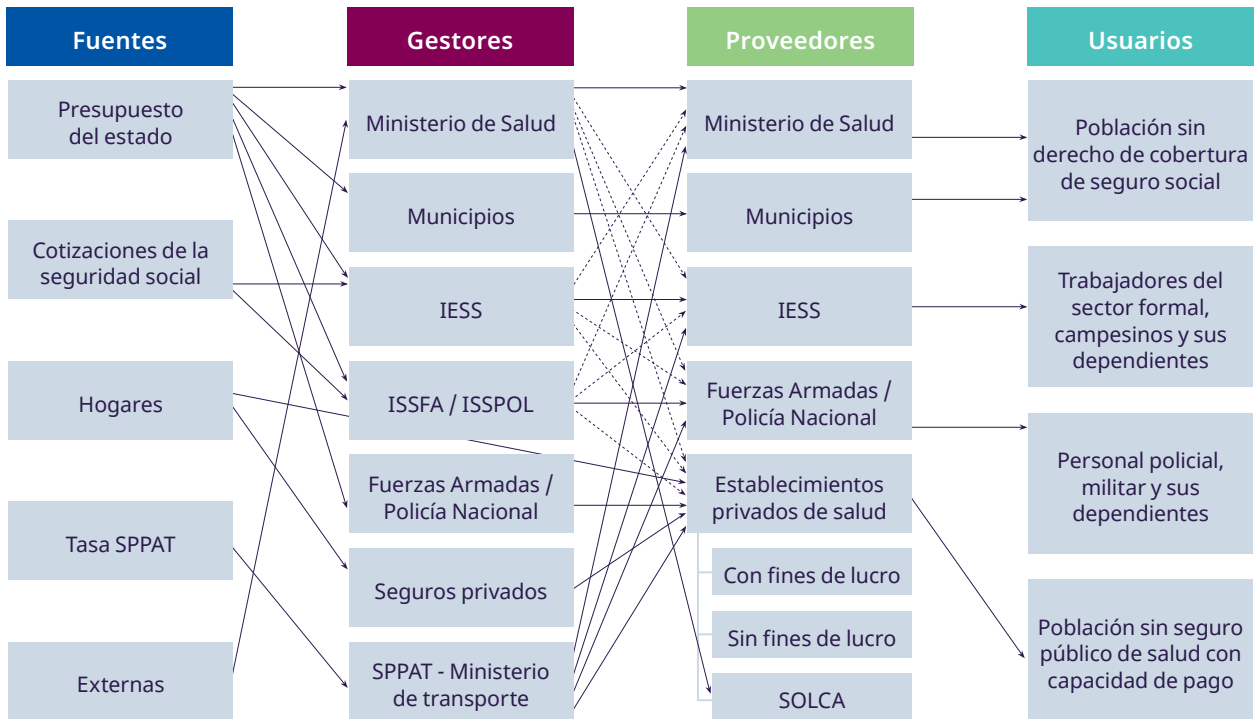 Fuentes
Presupuesto
del estado
Cotizaciones de la
seguridad social
Hogares
Tasa SPPAT
Externas
Gestores
Ministerio de Salud
Municipios
IESS
ISSFA / ISSPOL
Fuerzas Armadas /
Policía Nacional
Seguros privados
SPPAT - Ministerio
de transporte
Proveedores
Ministerio de Salud
Municipios
IESS
Fuerzas Armadas /
Policía Nacional
Establecimientos
privados de salud
Con fines de lucro
Sin fines de lucro
SOLCA
Usuarios
Población sin
derecho de cobertura
de seguro social
Trabajadores del
sector formal,
campesinos y sus
dependientes
Personal policial,
militar y sus
dependientes
Población sin seguro
público de salud con
capacidad de pago